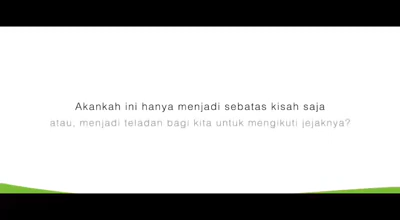 Akankah ini hanya menjadi sebatas kisah saja
atau, menjadi teladan bagi kita untuk mengikuti jejaknya?